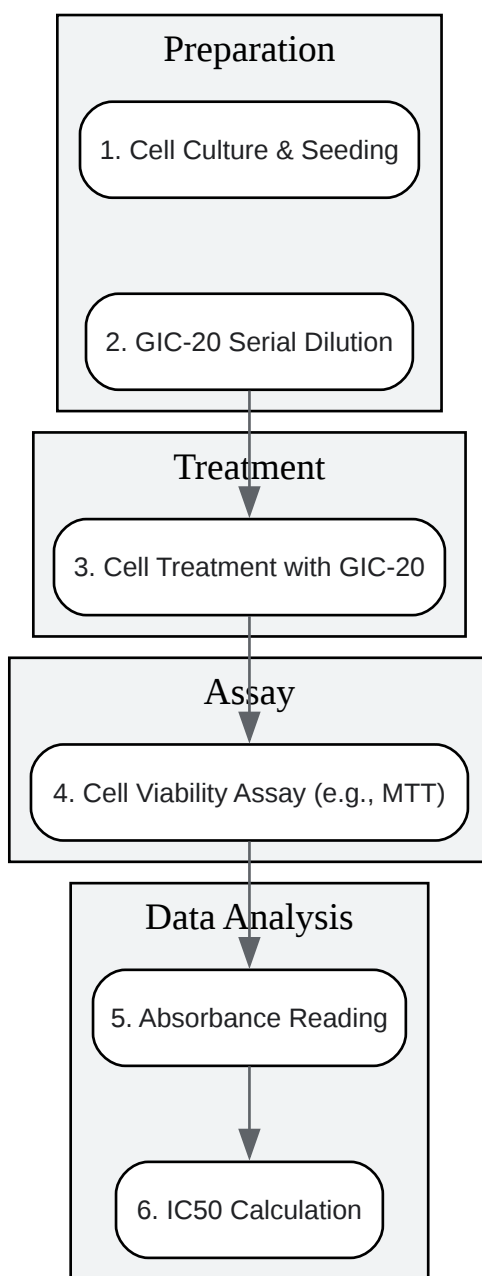 Preparation
1. Cell Culture & Seeding
2. GIC-20 Serial Dilution
Treatment
3. Cell Treatment with GIC-20
Assay
4. Cell Viability Assay (e.g., MTT)
Data Analysis
5. Absorbance Reading
6. IC50 Calculation